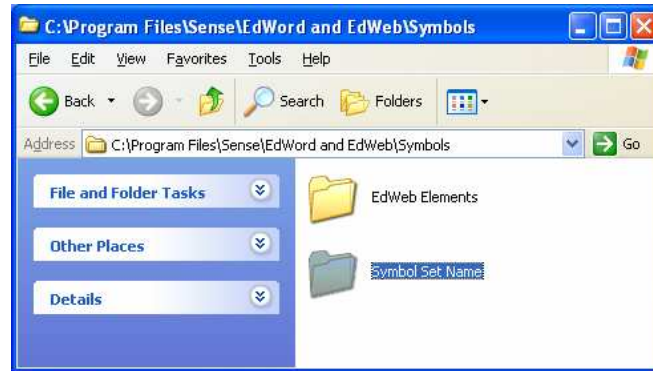 C:\Program Files\Sense\EdWord and EdWeb\Symbols
File Edit View Favorites Tools Help
Back Search Folders
Address C:\Program Files\Sense\EdWord and EdWeb\Symbols Go
File and Folder Tasks
Other Places
Details
EdWeb Elements
Symbol Set Name